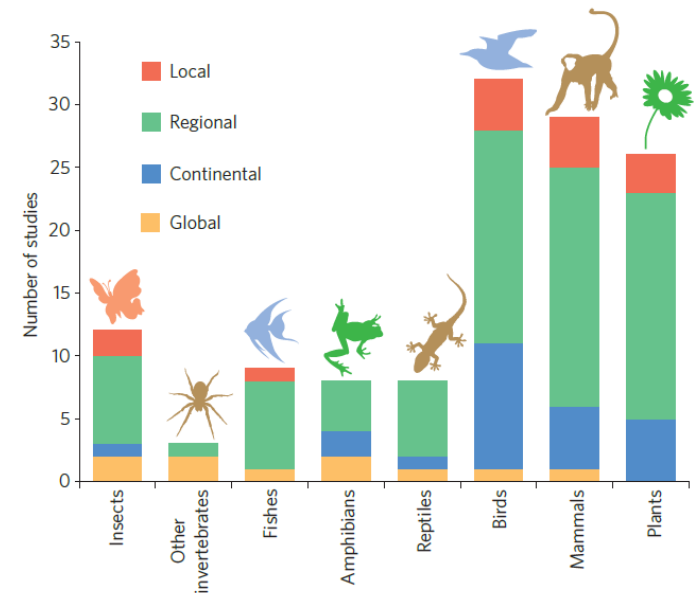 Number of studies
35
30
25
20
15
10
5
0
Local
Regional
Continental
Global
Insects
Other
invertebrates
Fishes
Amphibians
Reptiles
Birds
Mammals
Plants